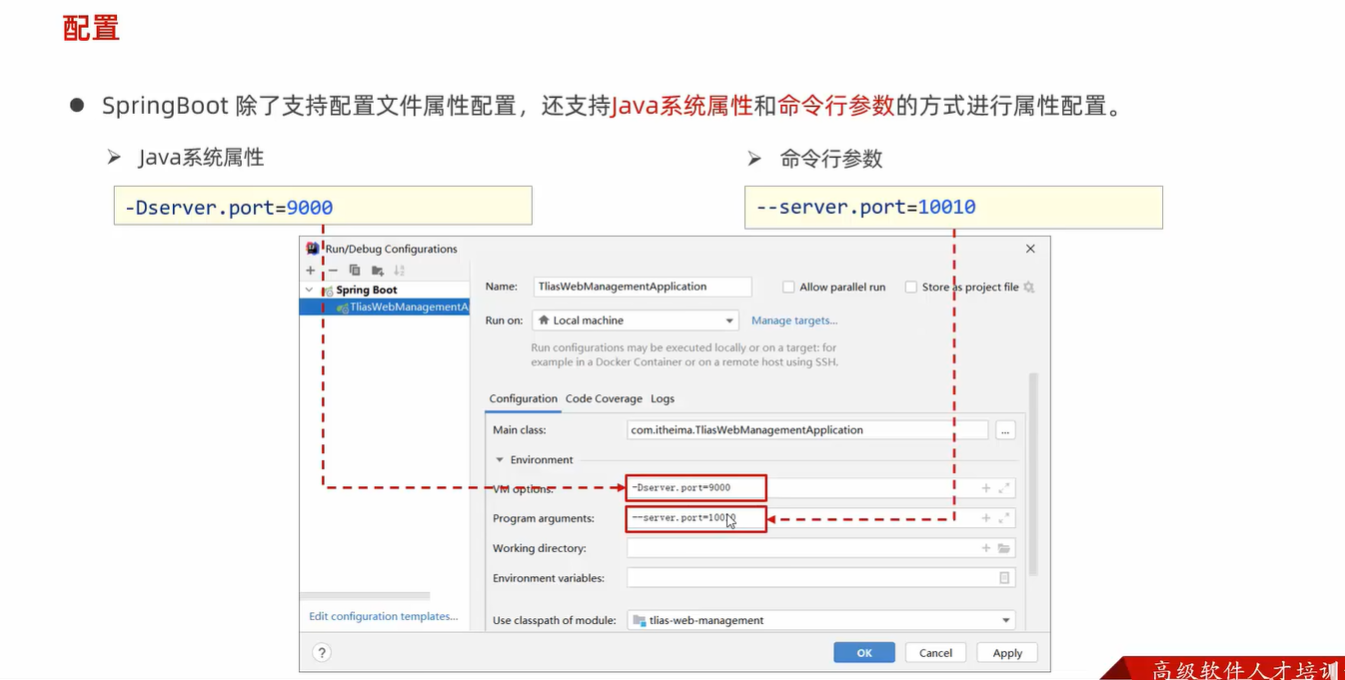 配置
SpringBoot 除了支持配置文件属性配置，还支持Java系统属性和命令行参数的方式进行属性配置。
Java系统属性
命令行参数
-Dserver.port=9000
--server.port=10010
Run/Debug Configurations
Spring Boot
TliasWebManagementA
Name:
TliasWebManagementApplication
Allow parallel run
Store as project file
Run on:
Local machine
Manage targets...
Run configurations may be executed locally or on a target: for
example in a Docker Container or on a remote host using SSH.
Configuration
Code Coverage
Logs
Main class:
com.itheima.TliasWebManagementApplication
...
Environment
VM options:
-Dserver.port=9000
Program arguments:
--server.port=10010
Working directory:
Environment variables:
Use classpath of module:
tlias-web-management
Edit configuration templates...
?
OK
Cancel
Apply
高级软件人才培训